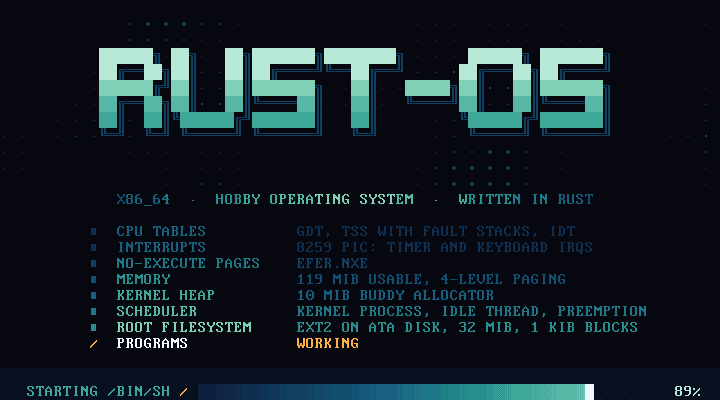 RUST-OS
X86_64 · HOBBY OPERATING SYSTEM · WRITTEN IN RUST
CPU TABLES GDT, TSS WITH FAULT STACKS, IDT
INTERRUPTS 8259 PIC: TIMER AND KEYBOARD IRQS
NO-EXECUTE PAGES EFER.NXE
MEMORY 119 MIB USABLE, 4-LEVEL PAGING
KERNEL HEAP 10 MIB BUDDY ALLOCATOR
SCHEDULER KERNEL PROCESS, IDLE THREAD, PREEMPTION
ROOT FILESYSTEM EXT2 ON ATA DISK, 32 MIB, 1 KIB BLOCKS
/ PROGRAMS WORKING
STARTING /BIN/SH / 89%